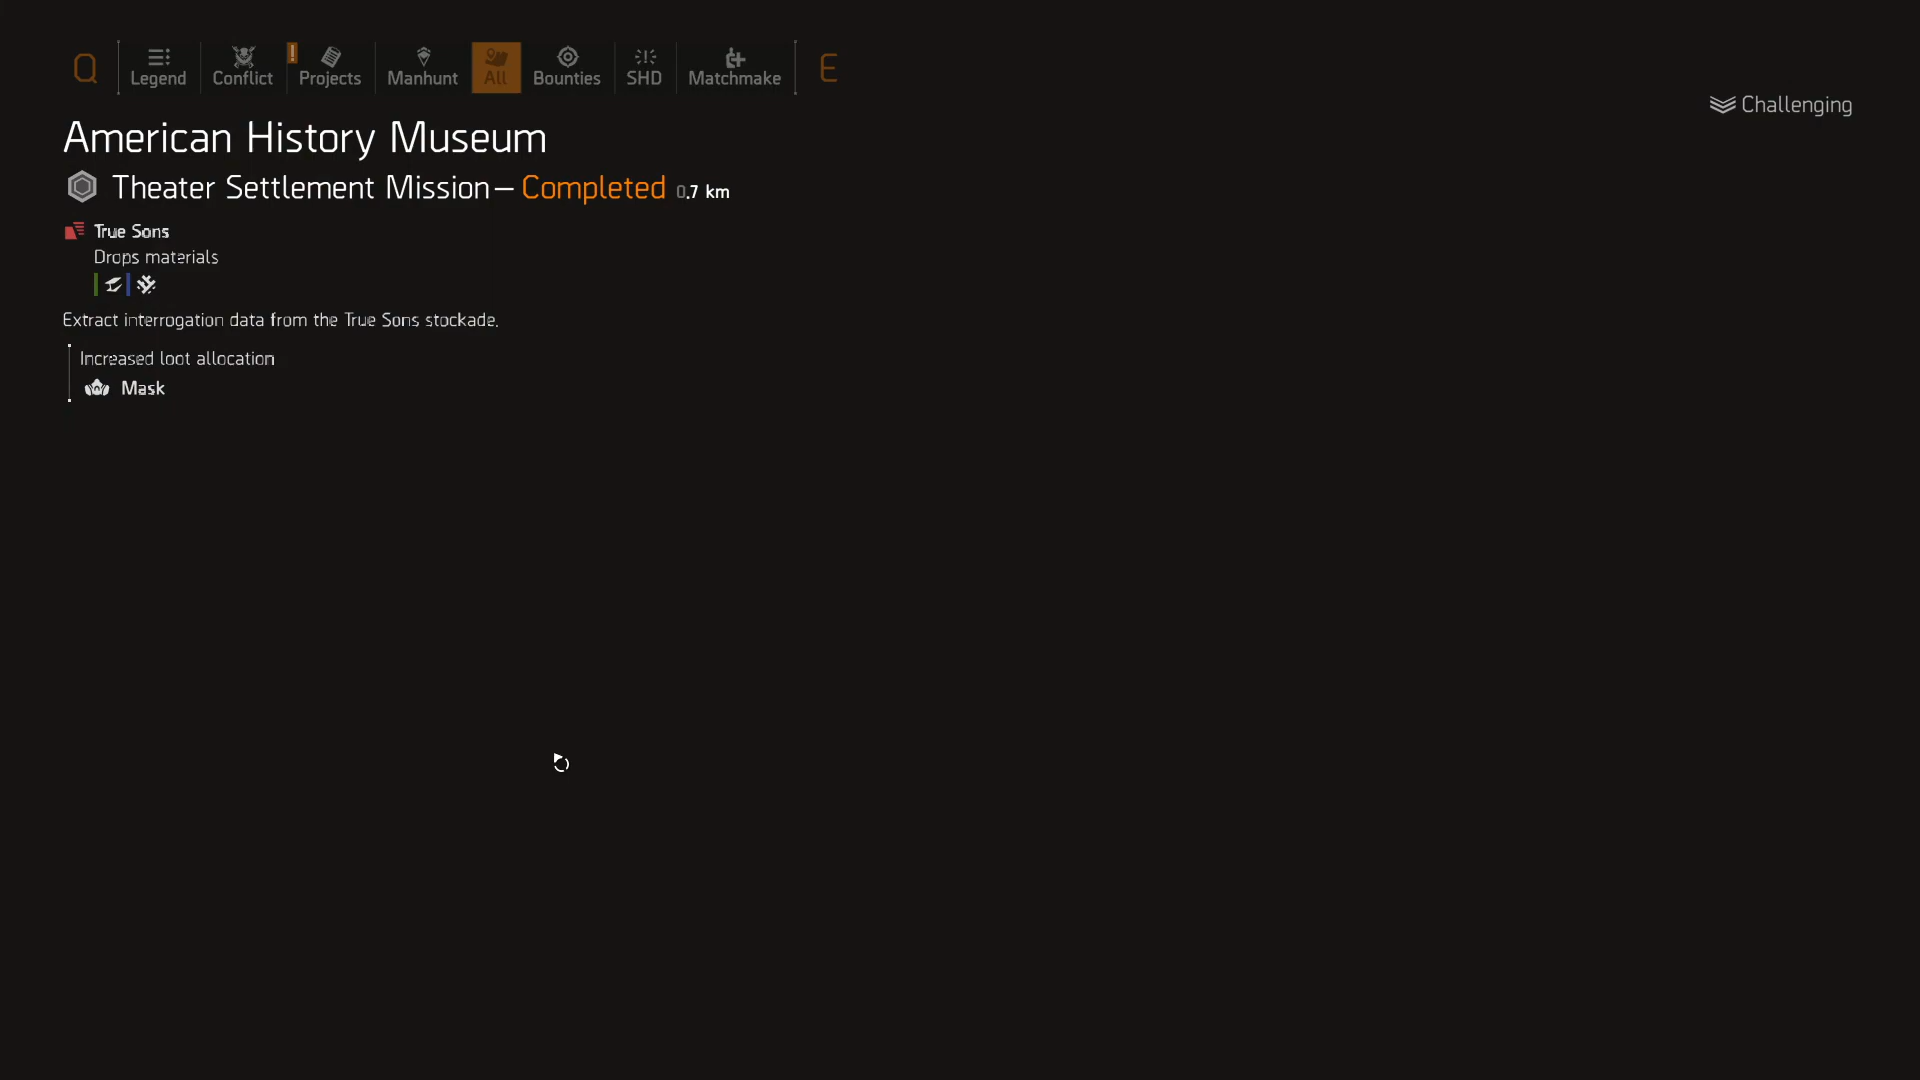 Q Legend Conflict ! Projects Manhunt All Bounties SHD Matchmake E
Challenging
American History Museum
Theater Settlement Mission — Completed 0.7 km
True Sons
Drops materials
Extract interrogation data from the True Sons stockade.
Increased loot allocation
Mask